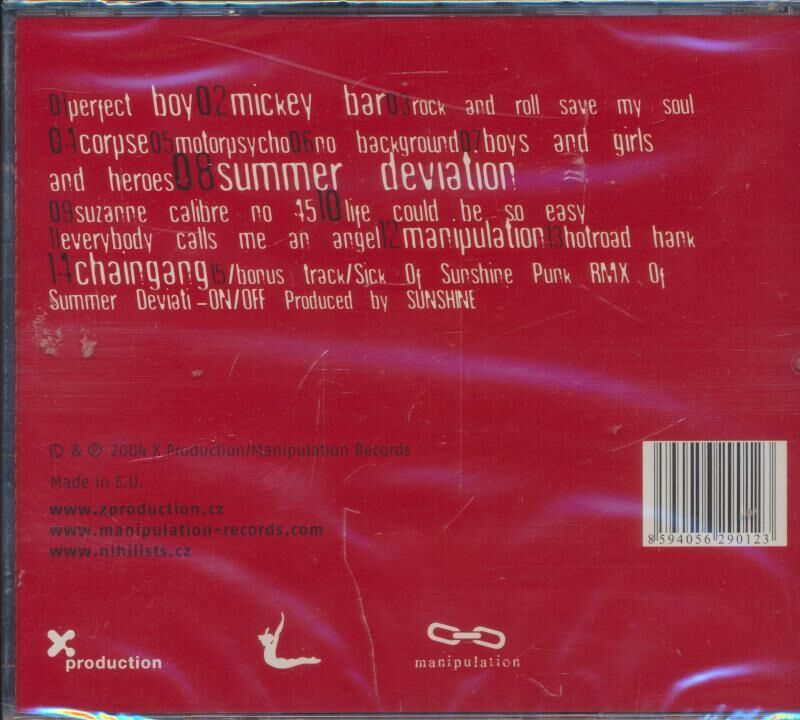 01perfect boy02mickey bar03rock and roll save my soul
04corpse05motorpsycho06no background07boys and girls
and heroes08summer deviation
09suzanne calibre no 4510life could be so easy
11everybody calls me an angel12manipulation13hotroad hank
14chaingang15/bonus track/Sick Of Sunshine Punk RMX Of
Summer Deviati-ON/OFF Produced by SUNSHINE
© & ℗ 2004 X Production/Manipulation Records
Made in E.U.
www.xproduction.cz
www.manipulation-records.com
www.nihilists.cz
8594056 290123
x production
manipulation